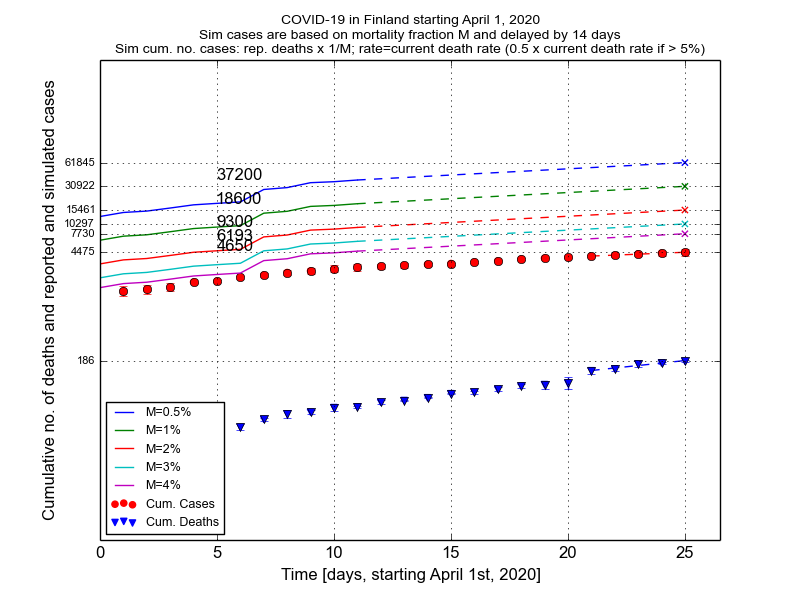 COVID-19 in Finland starting April 1, 2020
Sim cases are based on mortality fraction M and delayed by 14 days
Sim cum. no. cases: rep. deaths x 1/M; rate=current death rate (0.5 x current death rate if > 5%)
Cumulative no. of deaths and reported and simulated cases
61845
30922
15461
10297
7730
4475
186
37200
18600
9300
6193
4650
M=0.5%
M=1%
M=2%
M=3%
M=4%
Cum. Cases
Cum. Deaths
0 5 10 15 20 25
Time [days, starting April 1st, 2020]